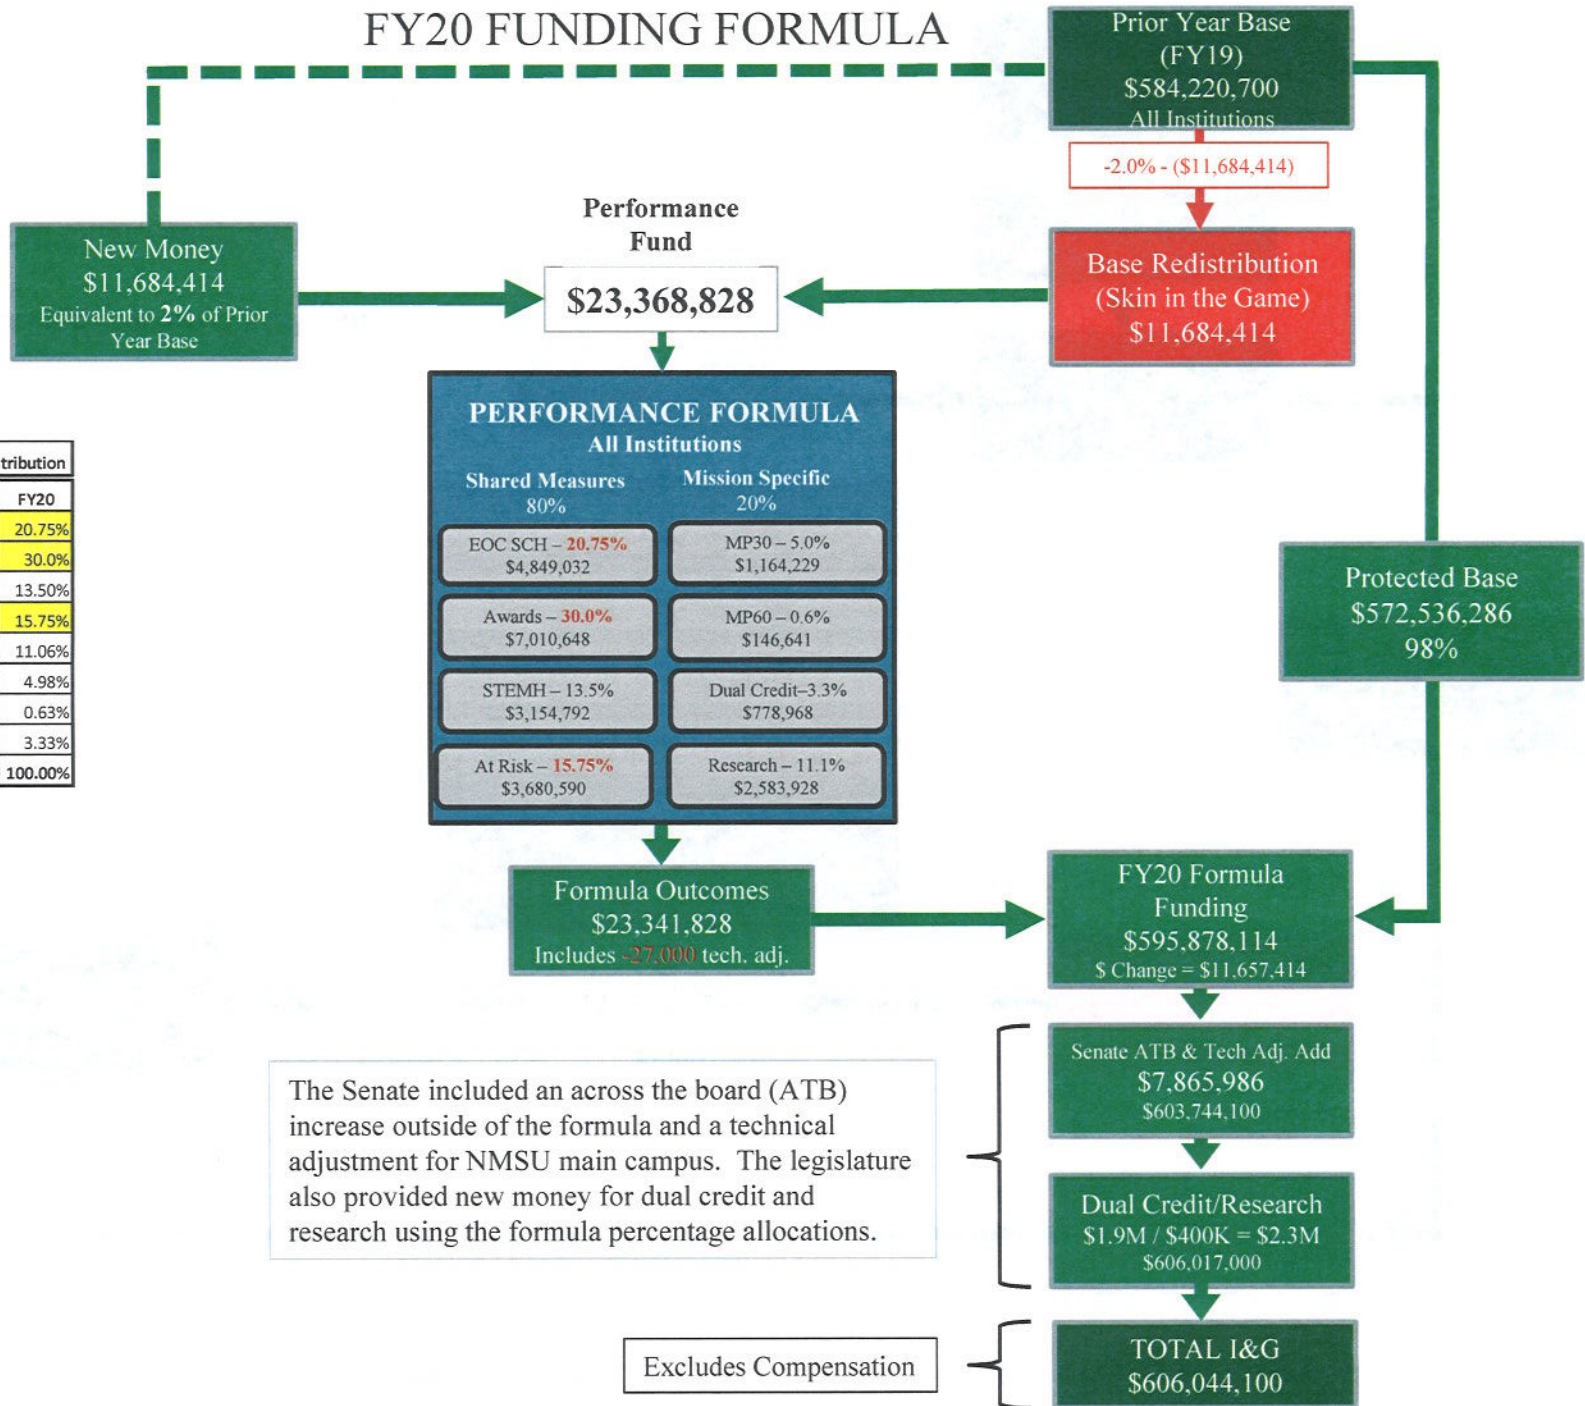 FY20 FUNDING FORMULA
Prior Year Base
(FY19)
$584,220,700
All Institutions
-2.0% - ($11,684,414)
New Money
$11,684,414
Equivalent to 2% of Prior
Year Base
Performance
Fund
$23,368,828
Base Redistribution
(Skin in the Game)
$11,684,414
tribution
FY20
20.75%
30.0%
13.50%
15.75%
11.06%
4.98%
0.63%
3.33%
100.00%
PERFORMANCE FORMULA
All Institutions
Shared Measures
80%
Mission Specific
20%
EOC SCH – 20.75%
$4,849,032
MP30 – 5.0%
$1,164,229
Awards – 30.0%
$7,010,648
MP60 – 0.6%
$146,641
STEMH – 13.5%
$3,154,792
Dual Credit–3.3%
$778,968
At Risk – 15.75%
$3,680,590
Research – 11.1%
$2,583,928
Protected Base
$572,536,286
98%
Formula Outcomes
$23,341,828
Includes -27,000 tech. adj.
FY20 Formula
Funding
$595,878,114
$ Change = $11,657,414
The Senate included an across the board (ATB)
increase outside of the formula and a technical
adjustment for NMSU main campus. The legislature
also provided new money for dual credit and
research using the formula percentage allocations.
Senate ATB & Tech Adj. Add
$7,865,986
$603,744,100
Dual Credit/Research
$1.9M / $400K = $2.3M
$606,017,000
Excludes Compensation
TOTAL I&G
$606,044,100